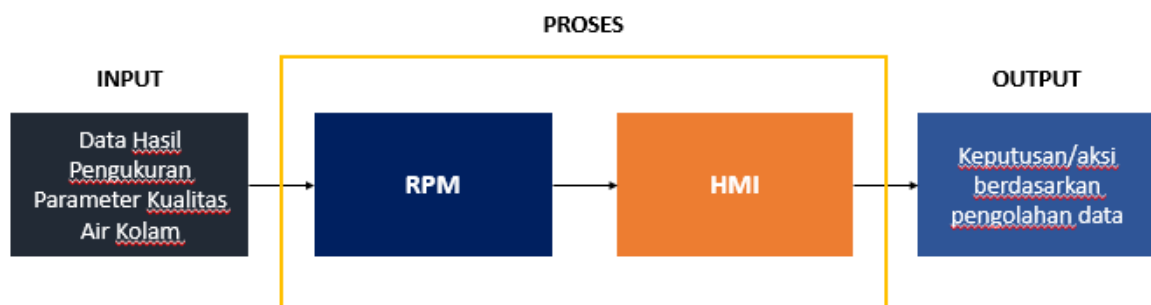 PROSES
INPUT
OUTPUT
Data Hasil
Pengukuran
Parameter Kualitas
Air Kolam
RPM
HMI
Keputusan/aksi
berdasarkan
pengolahan data